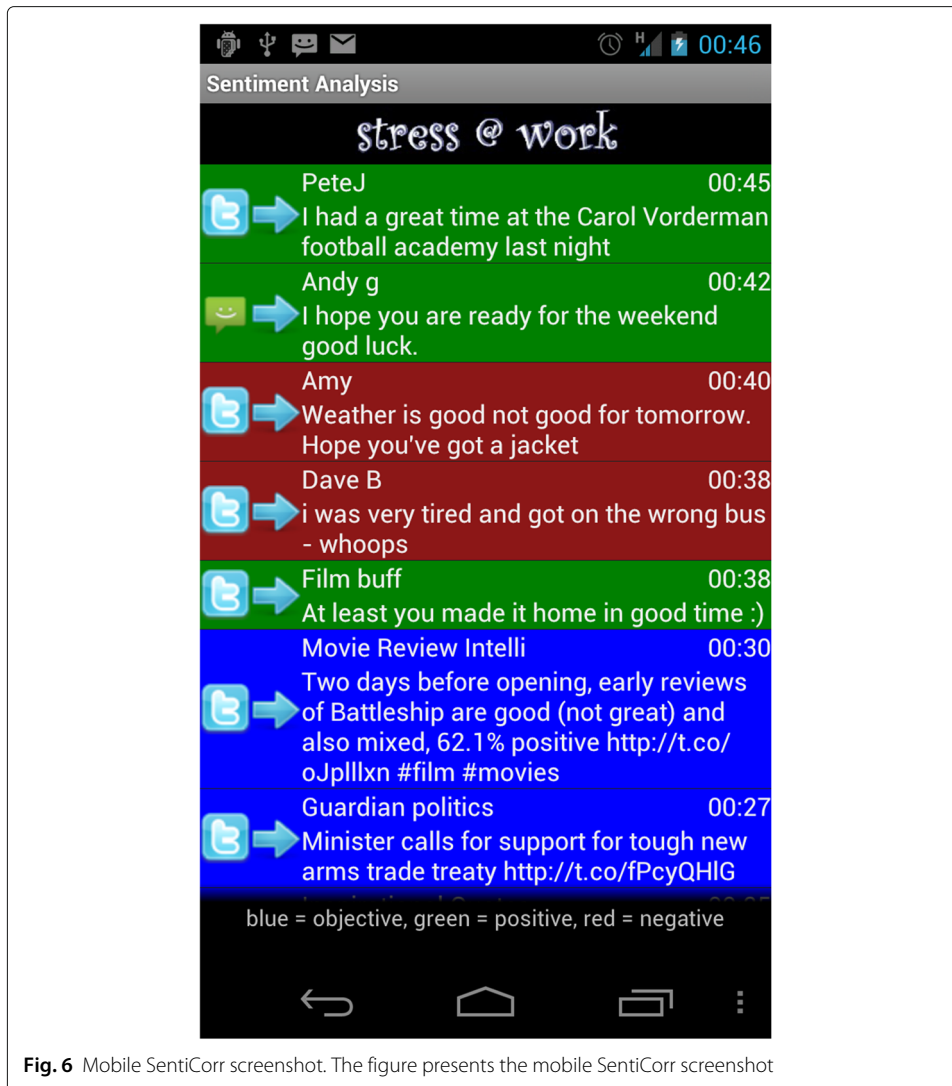 H 00:46
Sentiment Analysis
stress @ work
PeteJ 00:45
I had a great time at the Carol Vorderman
football academy last night
Andy g 00:42
I hope you are ready for the weekend
good luck.
Amy 00:40
Weather is good not good for tomorrow.
Hope you've got a jacket
Dave B 00:38
i was very tired and got on the wrong bus
- whoops
Film buff 00:38
At least you made it home in good time :)
Movie Review Intelli 00:30
Two days before opening, early reviews
of Battleship are good (not great) and
also mixed, 62.1% positive http://t.co/
oJplllxn #film #movies
Guardian politics 00:27
Minister calls for support for tough new
arms trade treaty http://t.co/fPcyQHlG
blue = objective, green = positive, red = negative
Fig. 6 Mobile SentiCorr screenshot. The figure presents the mobile SentiCorr screenshot